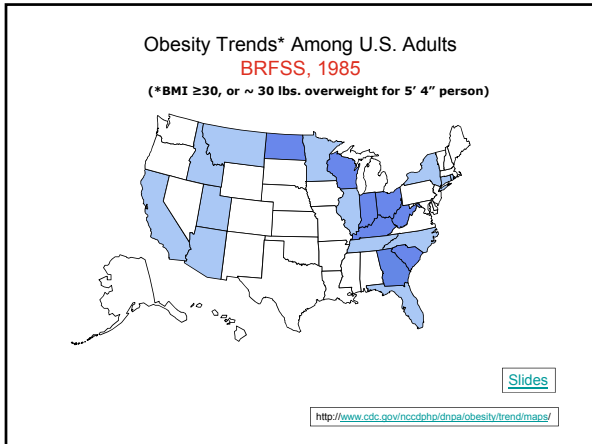 Obesity Trends* Among U.S. Adults
BRFSS, 1985
(*BMI ≥30, or ~ 30 lbs. overweight for 5’ 4” person)
Slides
http://www.cdc.gov/nccdphp/dnpa/obesity/trend/maps/